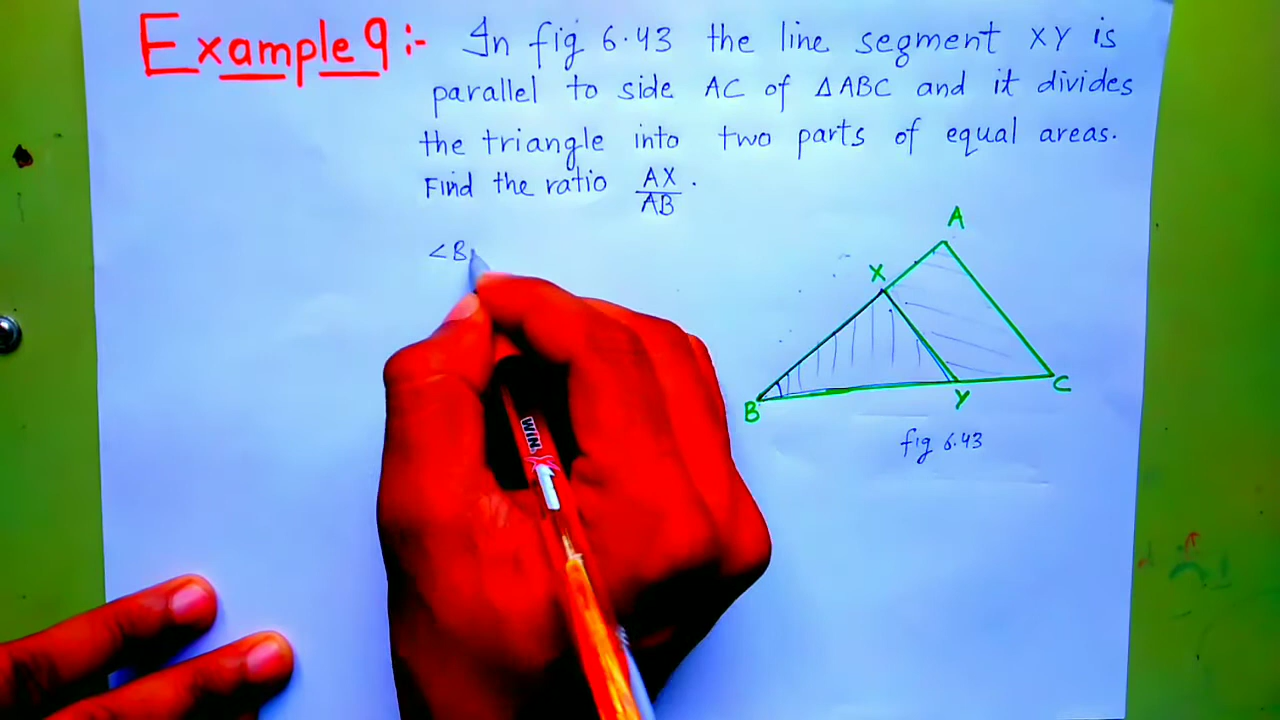 Example 9 :- In fig 6.43 the line segment XY is
parallel to side AC of △ABC and it divides
the triangle into two parts of equal areas.
Find the ratio AX/AB.
∠B
A
X
B
Y
C
fig 6.43
WIN